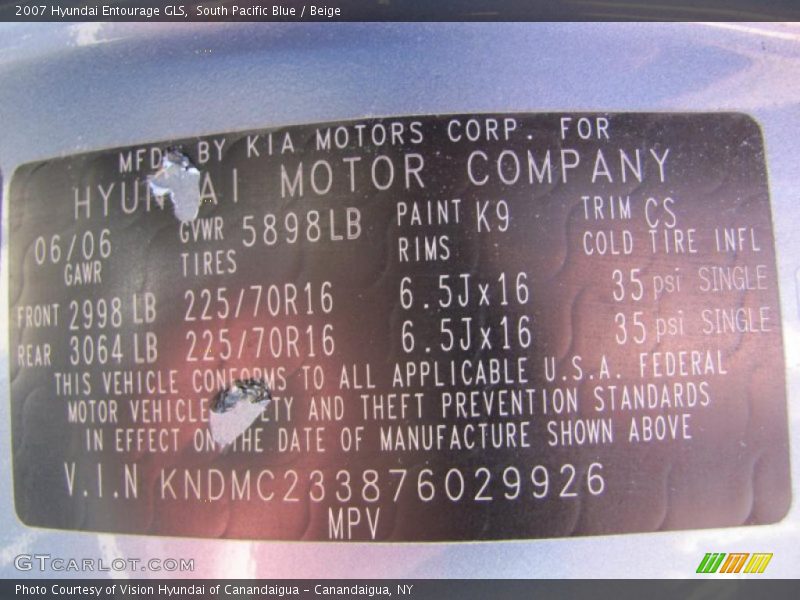 2007 Hyundai Entourage GLS, South Pacific Blue / Beige
MFD BY KIA MOTORS CORP. FOR
MOTOR COMPANY
06/06 GVWR 5898LB PAINT K9 TRIM CS
GAWR TIRES RIMS COLD TIRE INFL
FRONT 2998 LB 225/70R16 6.5Jx16 35 psi SINGLE
REAR 3064 LB 225/70R16 6.5Jx16 35 psi SINGLE
THIS VEHICLE CONFORMS TO ALL APPLICABLE U.S.A. FEDERAL
MOTOR VEHICLE AND THEFT PREVENTION STANDARDS
IN EFFECT ON THE DATE OF MANUFACTURE SHOWN ABOVE
V.I.N KNDMC233876029926
MPV
GTCARLOT.COM
Photo Courtesy of Vision Hyundai of Canandaigua - Canandaigua, NY